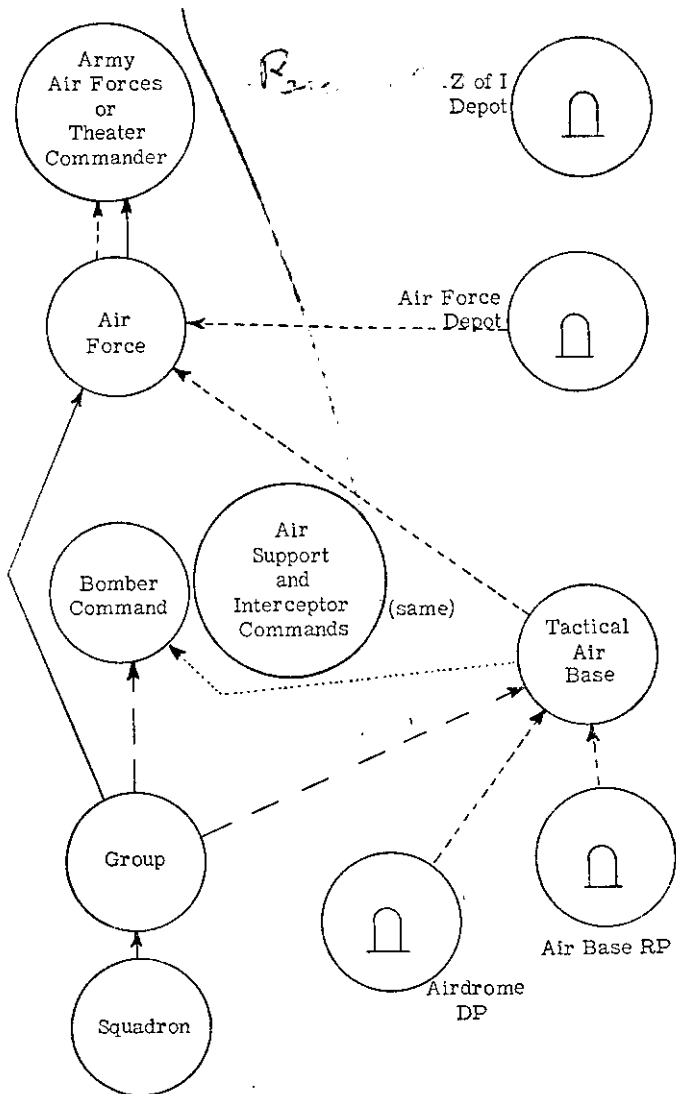 Army
Air Forces
or
Theater
Commander
Z of I
Depot
Air
Force
Air Force
Depot
Bomber
Command
Air
Support
and
Interceptor
Commands
(same)
Tactical
Air
Base
Group
Squadron
Airdrome
DP
Air Base RP